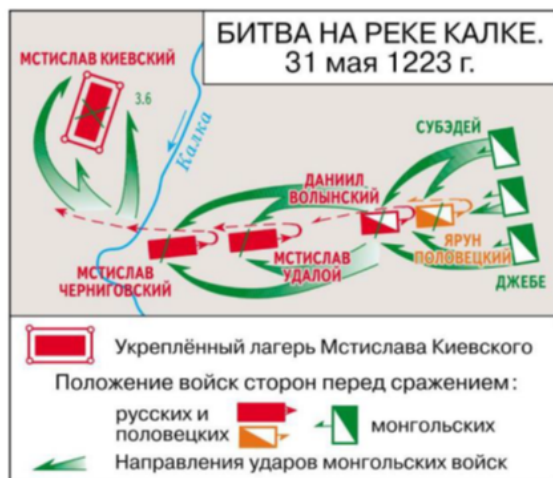 БИТВА НА РЕКЕ КАЛКЕ.
31 мая 1223 г.
МСТИСЛАВ КИЕВСКИЙ
3.6
Калка
СУБЭДЕЙ
ДАНИИЛ
ВОЛЫНСКИЙ
ЯРУН
ПОЛОВЕЦКИЙ
МСТИСЛАВ
УДАЛОЙ
МСТИСЛАВ
ЧЕРНИГОВСКИЙ
ДЖЕБЕ
Укреплённый лагерь Мстислава Киевского
Положение войск сторон перед сражением:
русских и
половецких
монгольских
Направления ударов монгольских войск